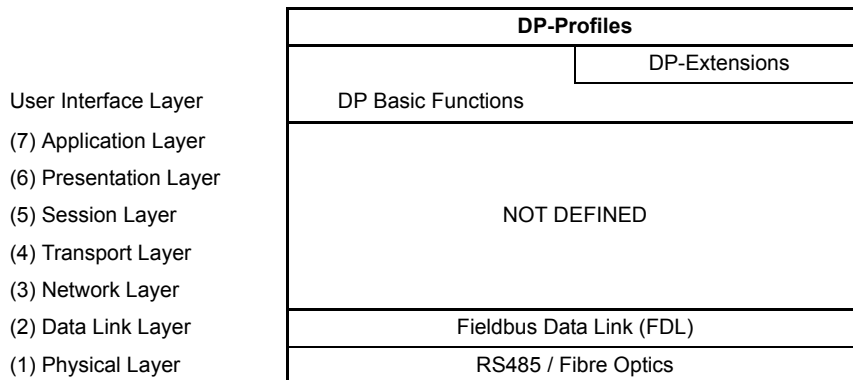 DP-Profiles
DP-Extensions
User Interface Layer DP Basic Functions
(7) Application Layer
(6) Presentation Layer
(5) Session Layer NOT DEFINED
(4) Transport Layer
(3) Network Layer
(2) Data Link Layer Fieldbus Data Link (FDL)
(1) Physical Layer RS485 / Fibre Optics